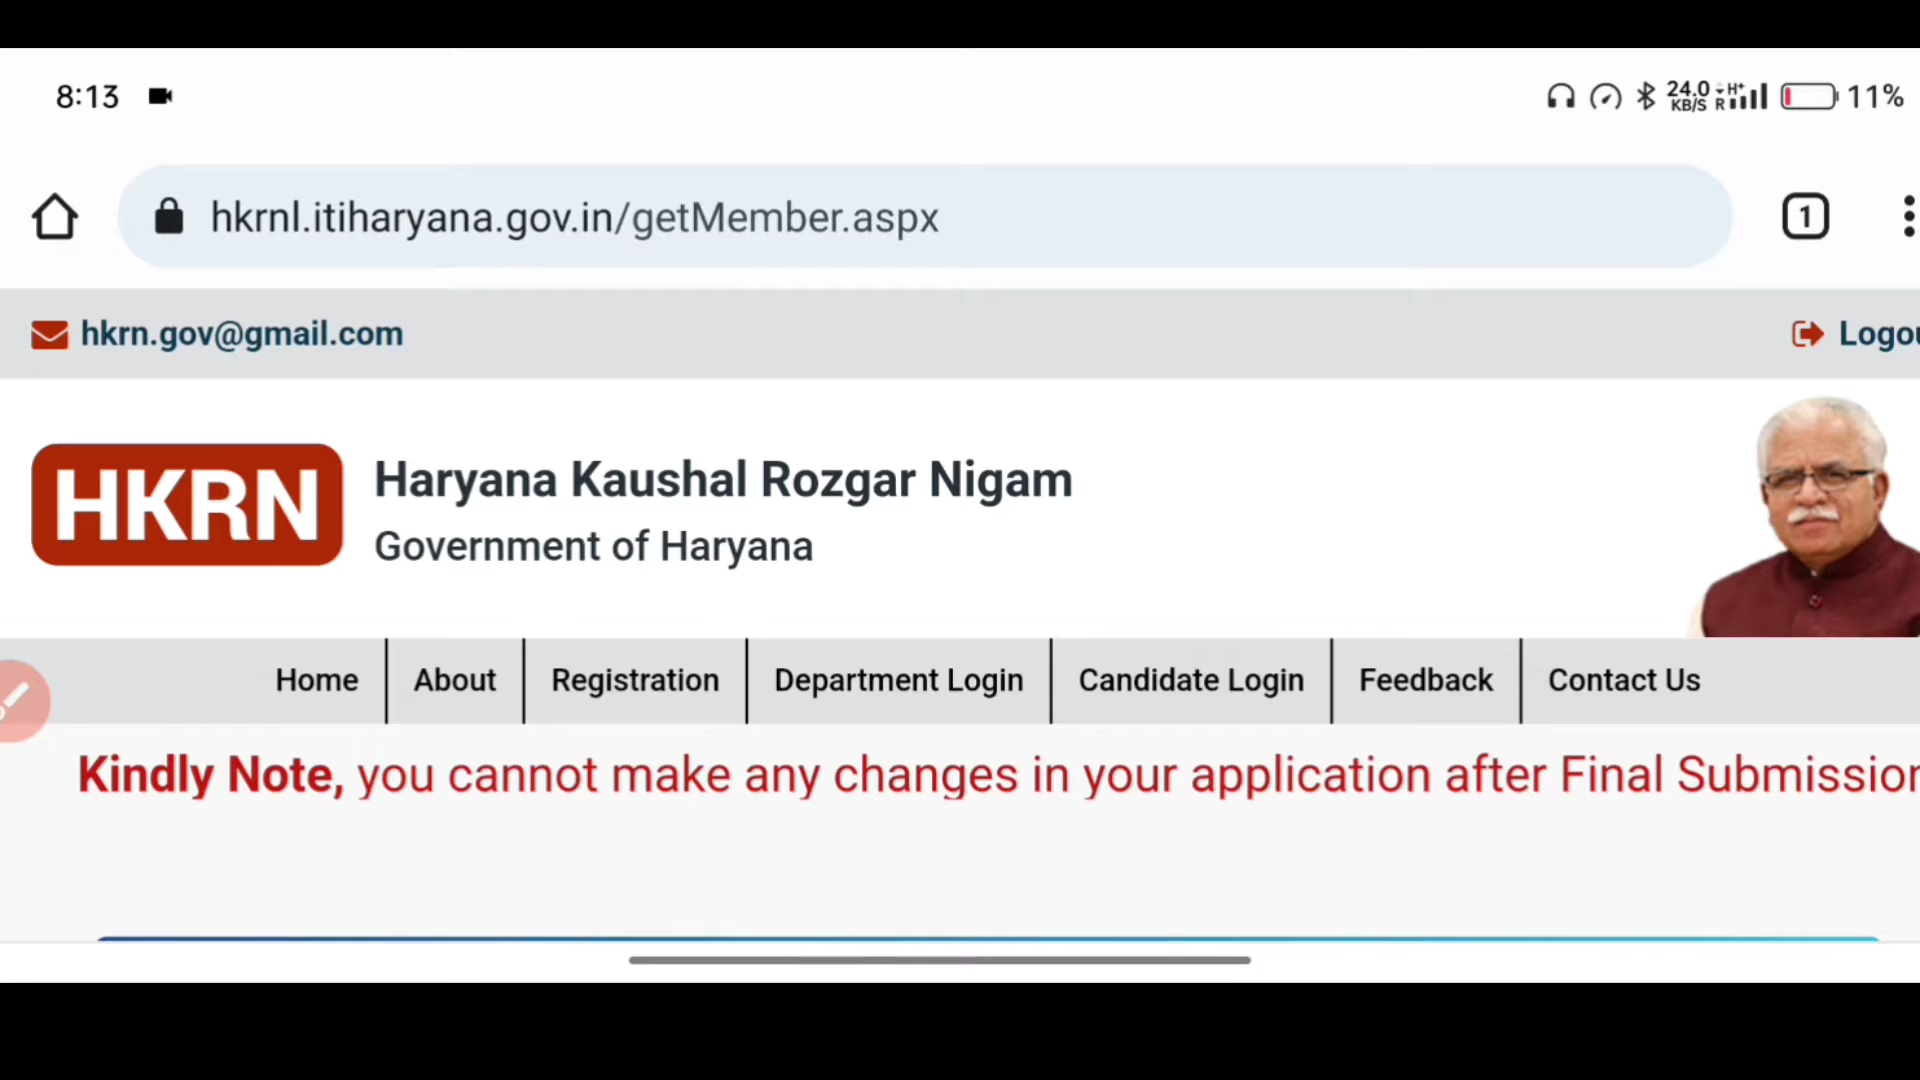 8:13
24.0 KB/S R H+ 11%
hkrnl.itiharyana.gov.in/getMember.aspx
1
hkrn.gov@gmail.com
Logou
HKRN
Haryana Kaushal Rozgar Nigam
Government of Haryana
Home About Registration Department Login Candidate Login Feedback Contact Us
Kindly Note, you cannot make any changes in your application after Final Submission